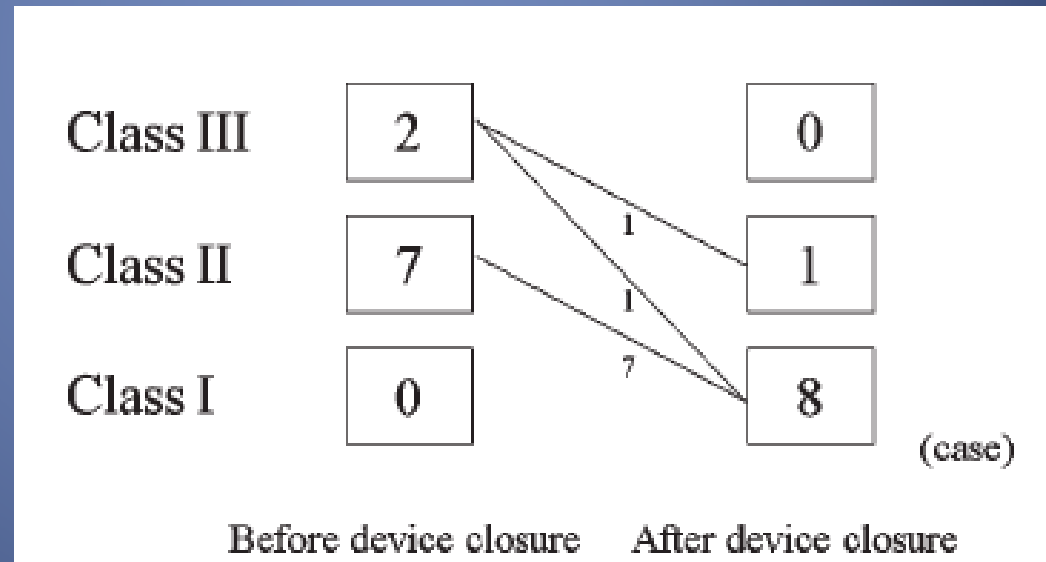 Class III 2 0
1
Class II 7 1
1
7
Class I 0 8
(case)
Before device closure After device closure